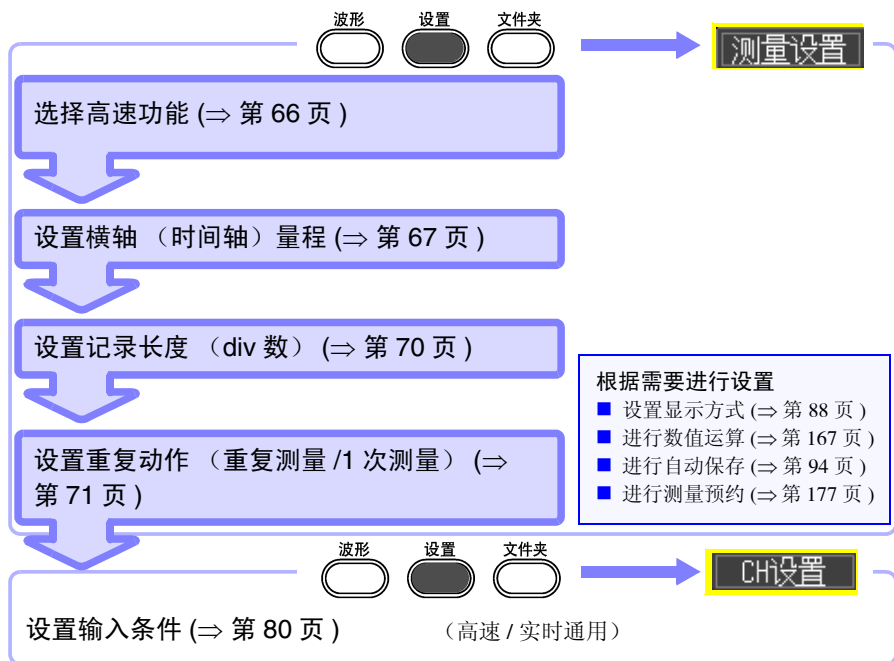 波形 设置 文件夹
测量设置
选择高速功能 (⇒ 第 66 页 )
设置横轴 （时间轴）量程 (⇒ 第 67 页 )
设置记录长度 （div 数） (⇒ 第 70 页 )
设置重复动作 （重复测量 /1 次测量） (⇒
第 71 页 )
根据需要进行设置
■ 设置显示方式 (⇒ 第 88 页 )
■ 进行数值运算 (⇒ 第 167 页 )
■ 进行自动保存 (⇒ 第 94 页 )
■ 进行测量预约 (⇒ 第 177 页 )
波形 设置 文件夹
CH设置
设置输入条件 (⇒ 第 80 页 ) （高速 / 实时通用）